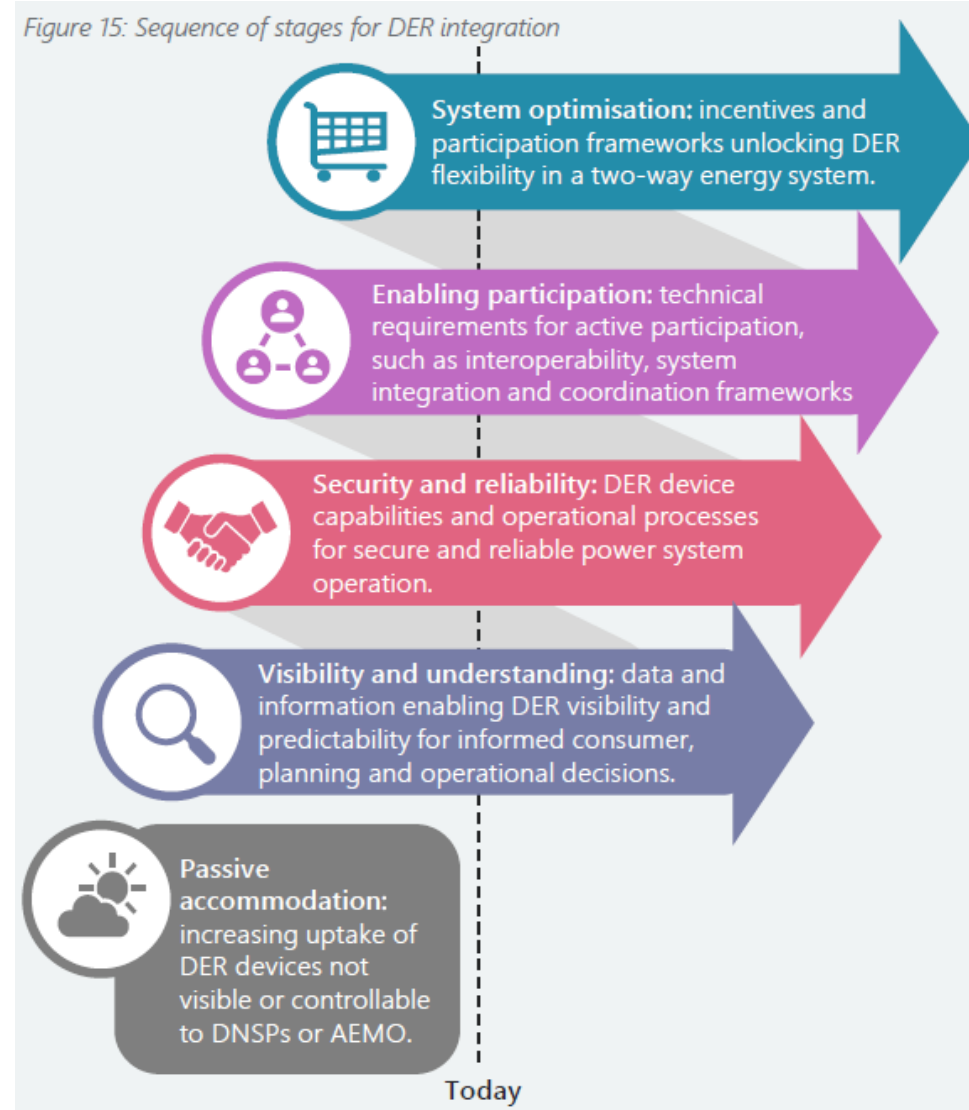 Figure 15: Sequence of stages for DER integration
System optimisation: incentives and
participation frameworks unlocking DER
flexibility in a two-way energy system.
Enabling participation: technical
requirements for active participation,
such as interoperability, system
integration and coordination frameworks
Security and reliability: DER device
capabilities and operational processes
for secure and reliable power system
operation.
Visibility and understanding: data and
information enabling DER visibility and
predictability for informed consumer,
planning and operational decisions.
Passive
accommodation:
increasing uptake of
DER devices not
visible or controllable
to DNSPs or AEMO.
Today